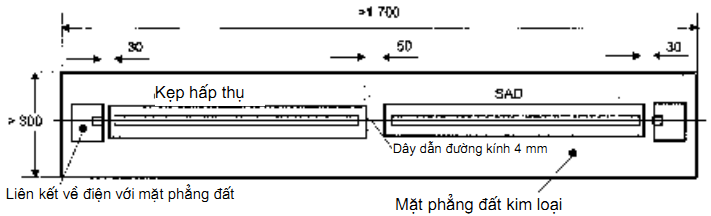 >1 700
30
50
30
Kẹp hấp thụ
SAD
> 800
Dây dẫn đường kính 4 mm
Liên kết về điện với mặt phẳng đất
Mặt phẳng đất kim loại